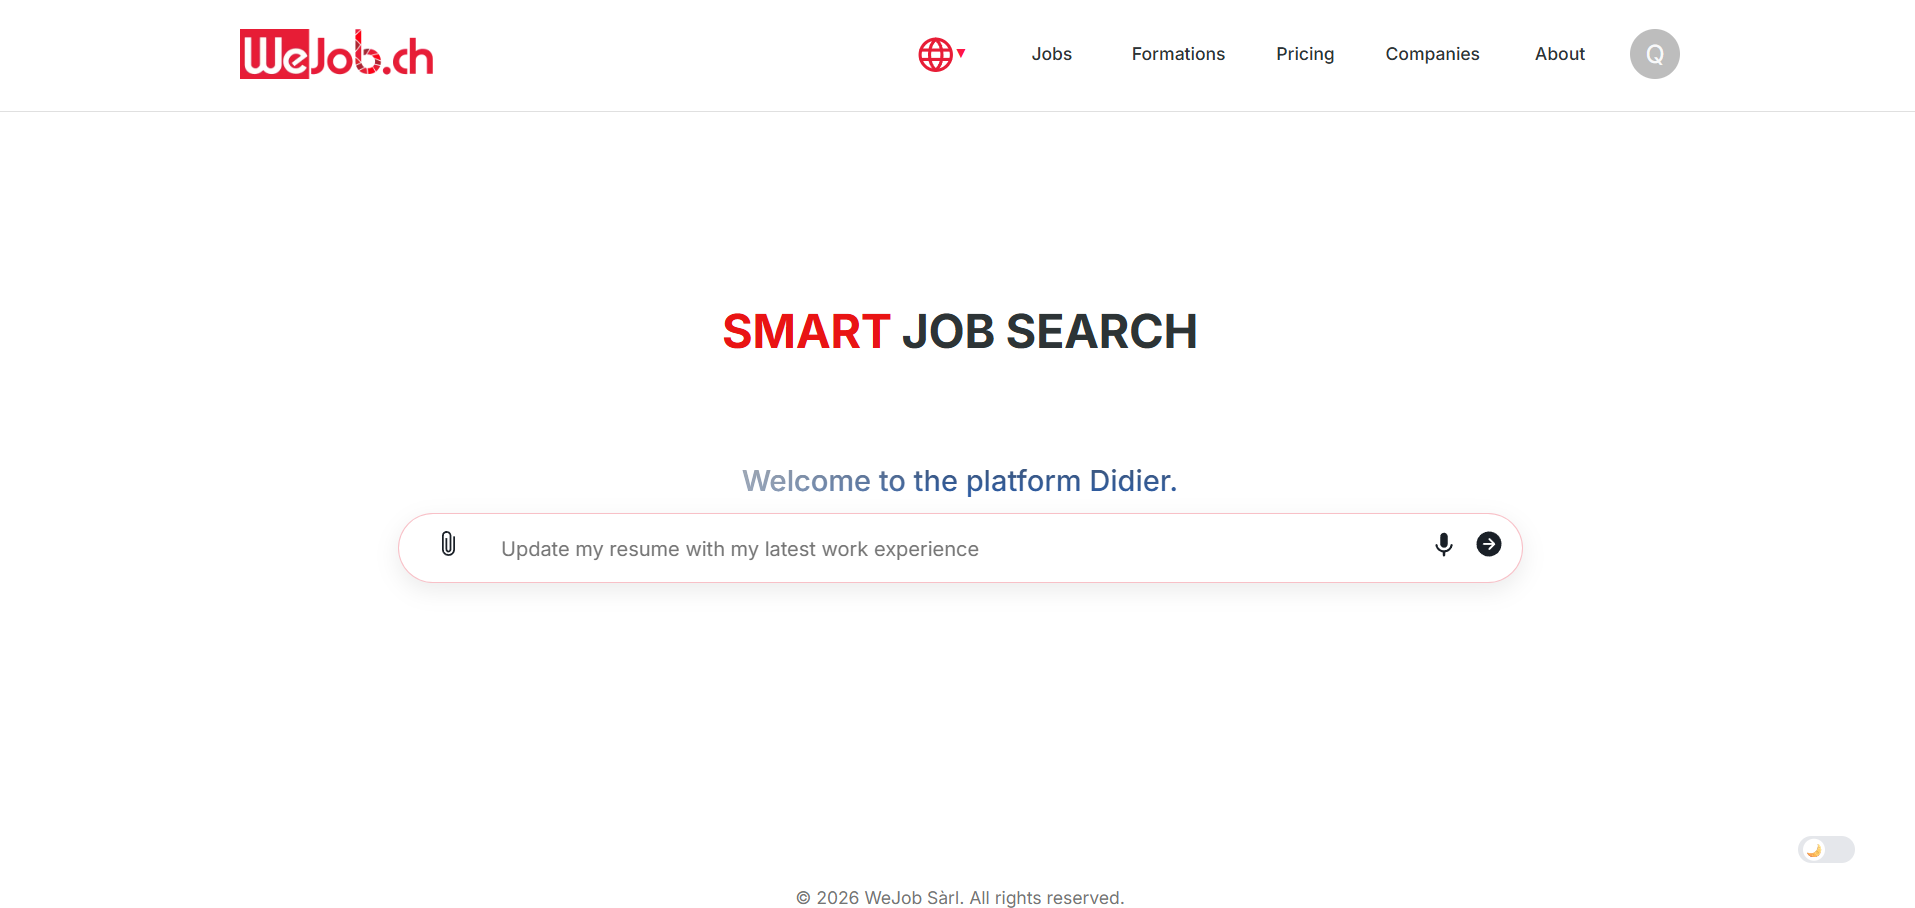 WeJob.ch
Jobs
Formations
Pricing
Companies
About
Q
SMART JOB SEARCH
Welcome to the platform Didier.
Update my resume with my latest work experience
© 2026 WeJob Sàrl. All rights reserved.